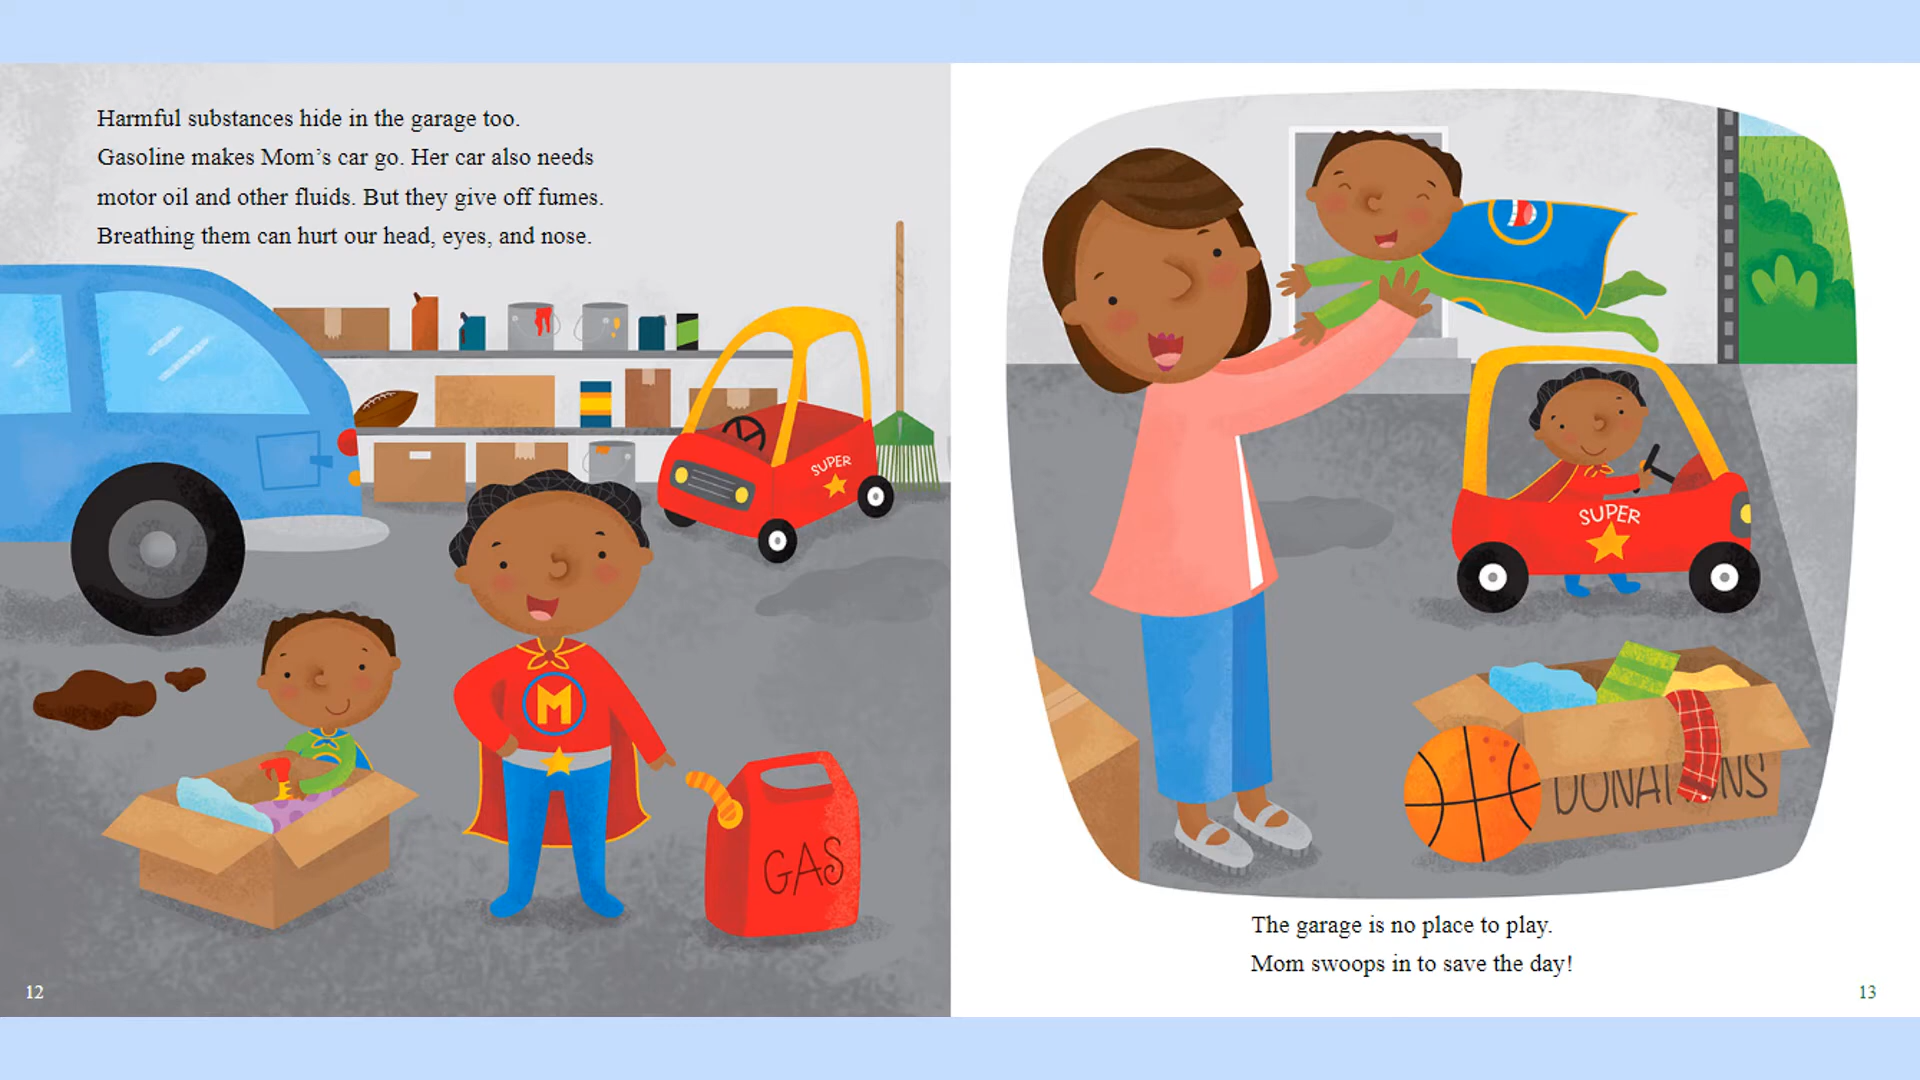 Harmful substances hide in the garage too.
Gasoline makes Mom’s car go. Her car also needs
motor oil and other fluids. But they give off fumes.
Breathing them can hurt our head, eyes, and nose.
SUPER
M
GAS
12
SUPER
DONATIONS
The garage is no place to play.
Mom swoops in to save the day!
13